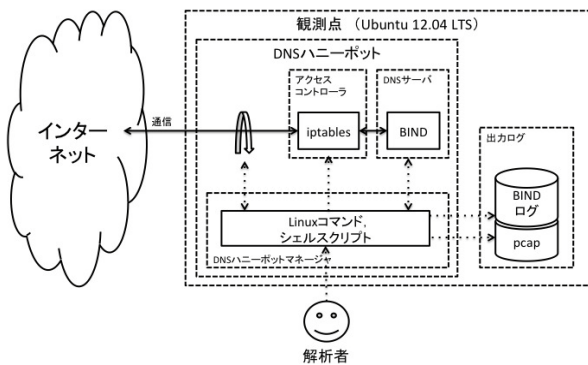 観測点 （Ubuntu 12.04 LTS）
DNSハニーポット
アクセス
コントローラ
DNSサーバ
通信
インター
ネット
iptables
BIND
出力ログ
BIND
ログ
pcap
Linuxコマンド,
シェルスクリプト
DNSハニーポットマネージャ
解析者